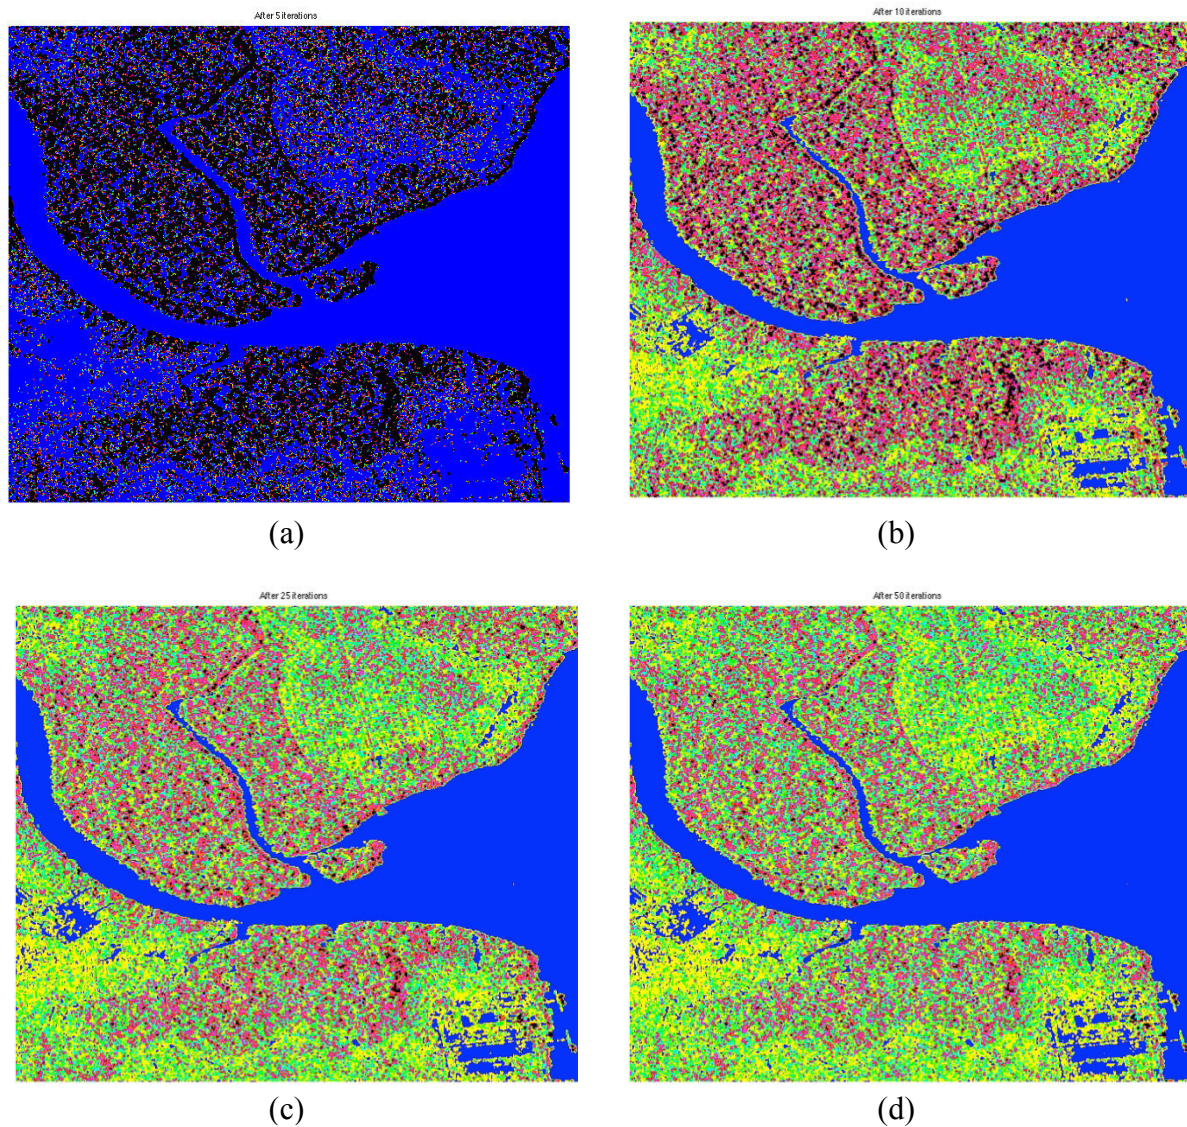 After 5 iterations
After 10 iterations
(a)
(b)
After 25 iterations
After 50 iterations
(c)
(d)